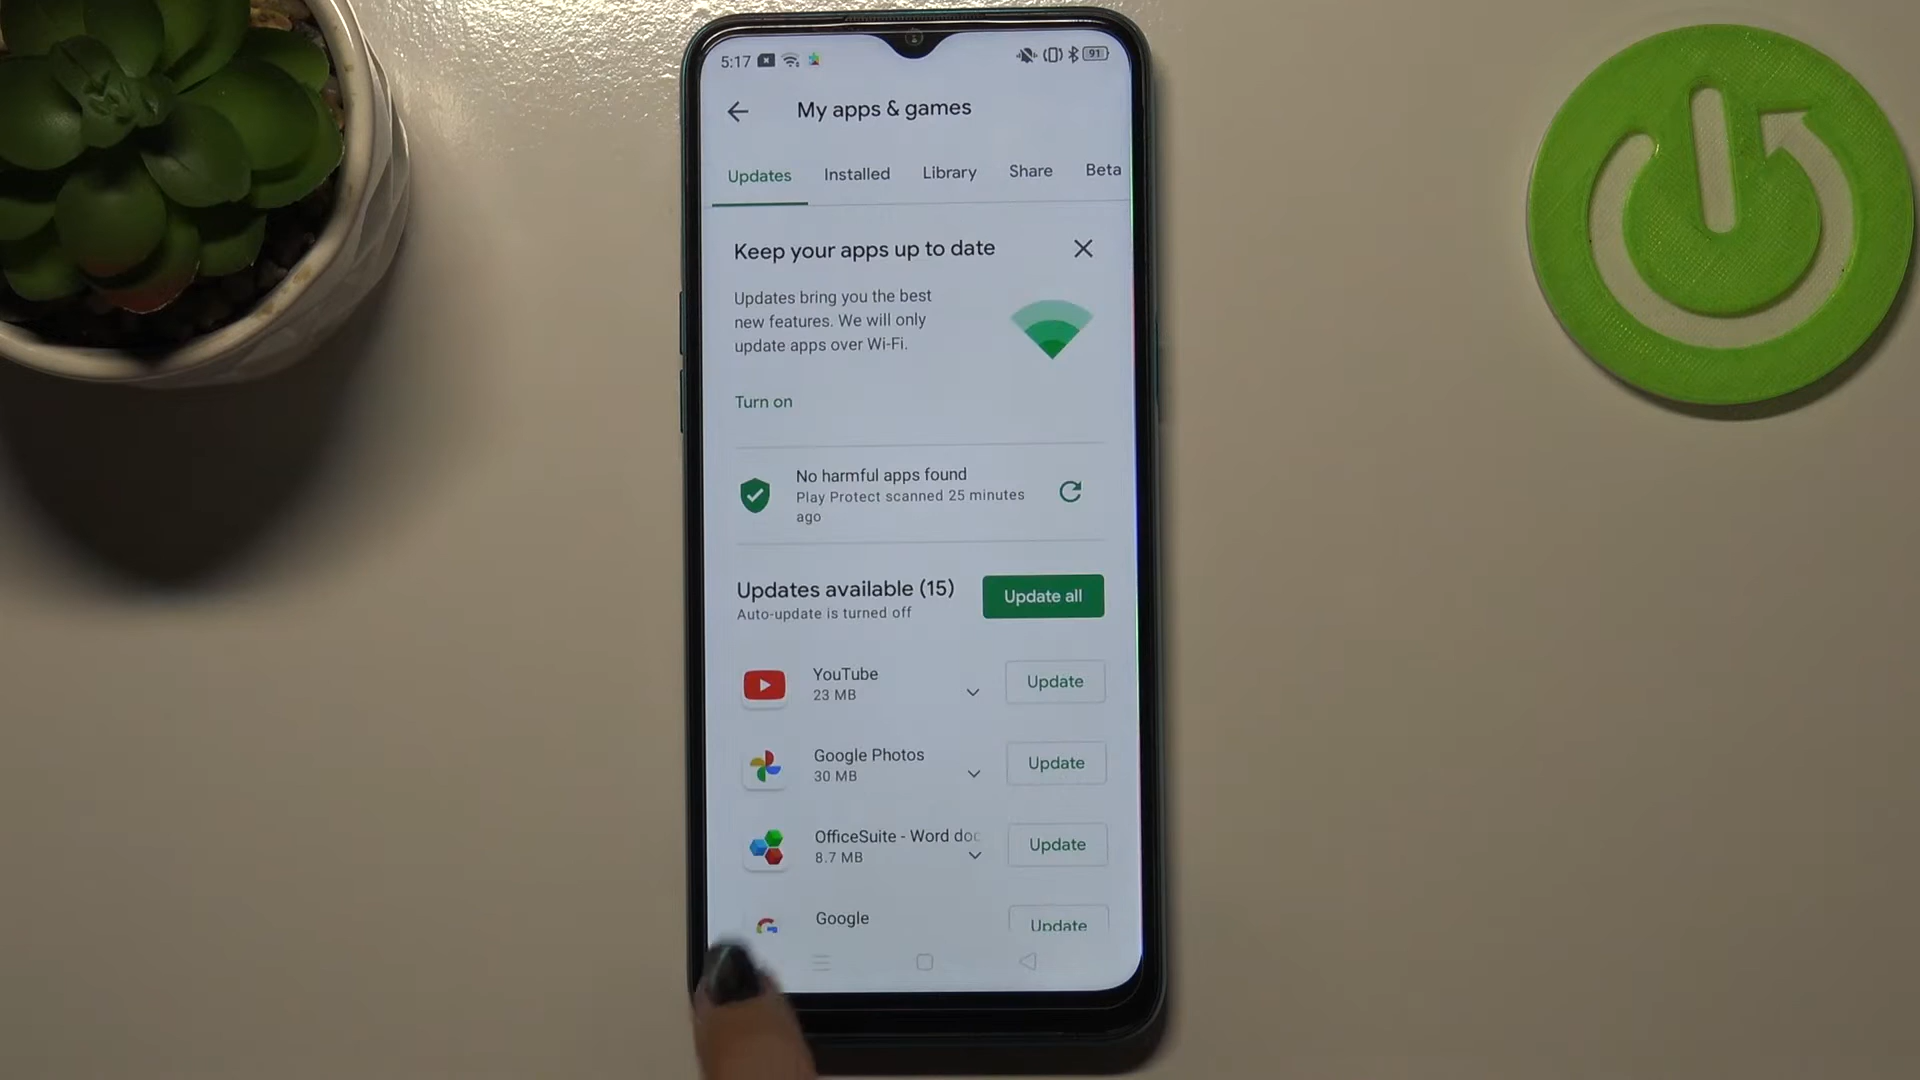 5:17
91
My apps & games
Updates Installed Library Share Beta
Keep your apps up to date
Updates bring you the best
new features. We will only
update apps over Wi-Fi.
Turn on
No harmful apps found
Play Protect scanned 25 minutes
ago
Updates available (15)
Auto-update is turned off
Update all
YouTube
23 MB
Update
Google Photos
30 MB
Update
OfficeSuite - Word doc
8.7 MB
Update
Google
Update